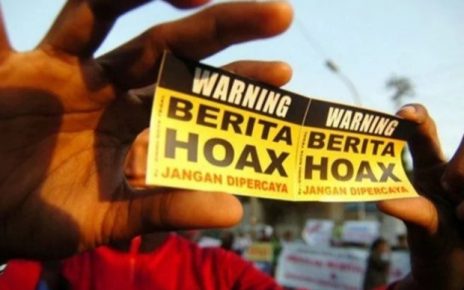 WARNING
BERITA
HOAX
JANGAN DIPERCAYA
WARNING
BERITA
HOAX
JANGAN DIPERCAYA